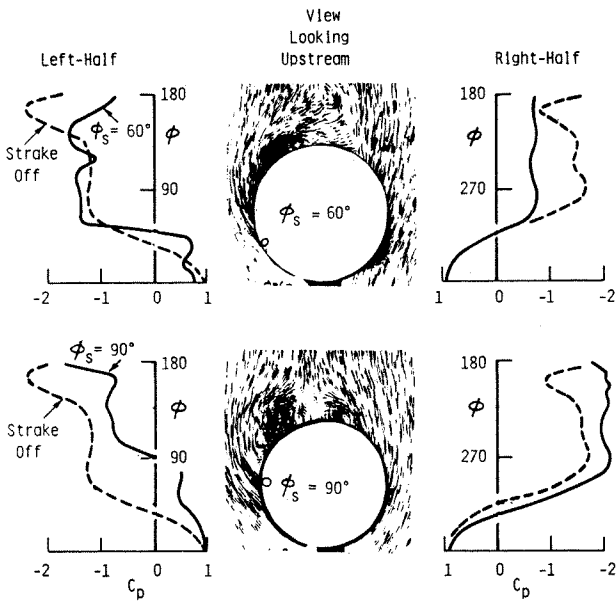 View
Looking
Upstream
Left-Half
Right-Half
180
ϕs = 60°
ϕ
Strake
Off
90
-2 -1 0 1
ϕs = 60°
180
ϕ
270
1 0 -1 -2
ϕs = 90°
180
ϕ
Strake
Off
90
-2 -1 0 1
Cp
ϕs = 90°
180
ϕ
270
1 0 -1 -2
Cp